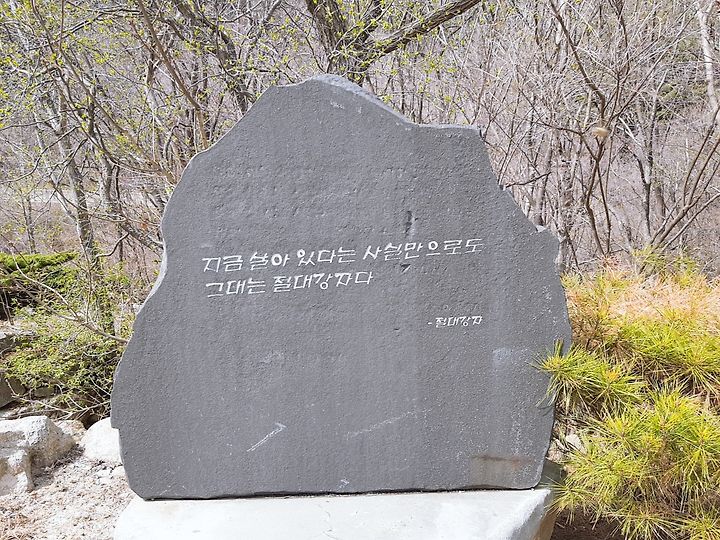 지금 살아 있다는 사실만으로도
그대는 절대강자다
-절대강자